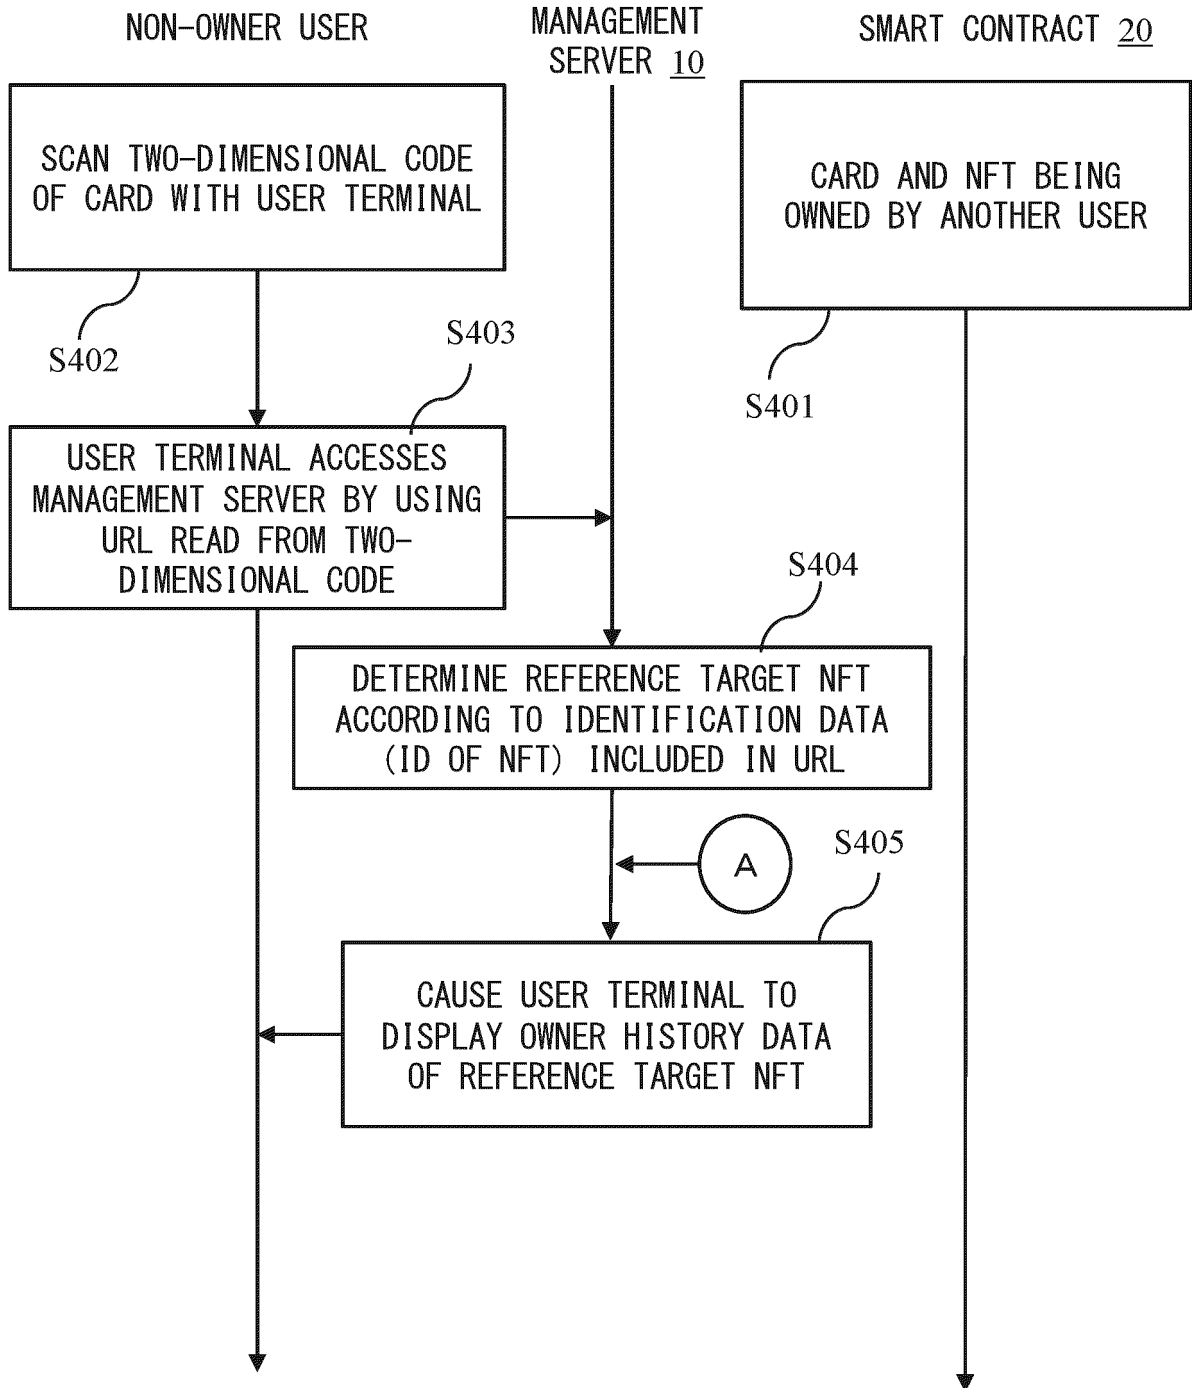 NON-OWNER USER
MANAGEMENT
SERVER 10
SMART CONTRACT 20
SCAN TWO-DIMENSIONAL CODE
OF CARD WITH USER TERMINAL
CARD AND NFT BEING
OWNED BY ANOTHER USER
S402
S403
S401
USER TERMINAL ACCESSES
MANAGEMENT SERVER BY USING
URL READ FROM TWO-
DIMENSIONAL CODE
S404
DETERMINE REFERENCE TARGET NFT
ACCORDING TO IDENTIFICATION DATA
(ID OF NFT) INCLUDED IN URL
A
S405
CAUSE USER TERMINAL TO
DISPLAY OWNER HISTORY DATA
OF REFERENCE TARGET NFT